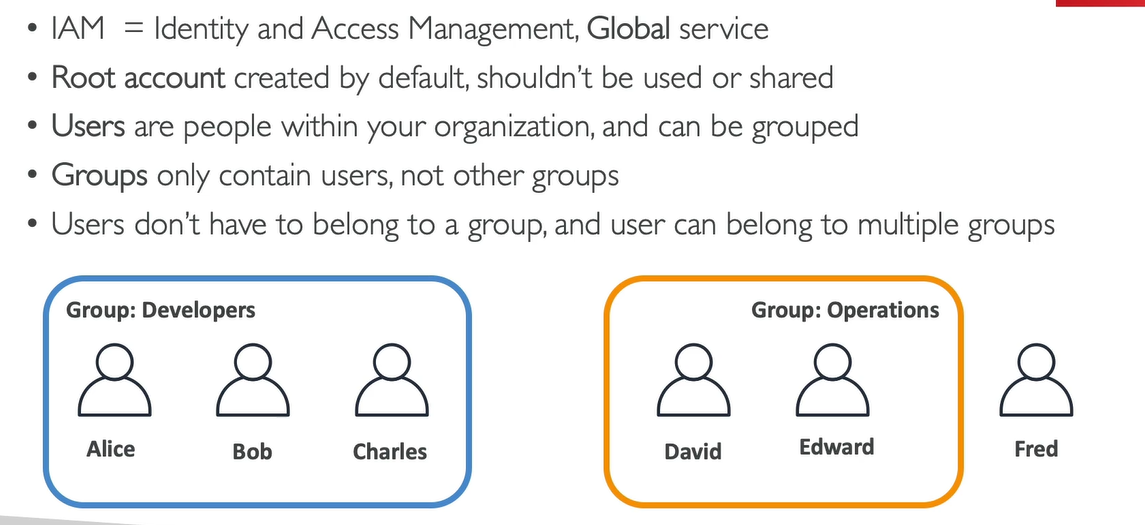 • IAM = Identity and Access Management, Global service
• Root account created by default, shouldn't be used or shared
• Users are people within your organization, and can be grouped
• Groups only contain users, not other groups
• Users don't have to belong to a group, and user can belong to multiple groups
Group: Developers
Alice
Bob
Charles
Group: Operations
David
Edward
Fred